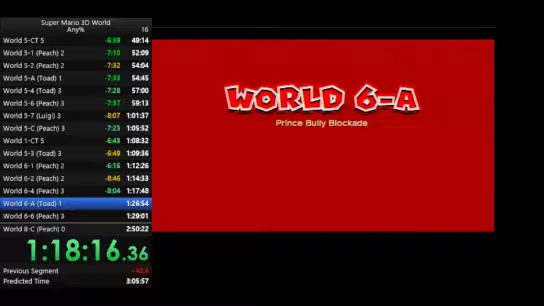 Super Mario 3D World
Any%
16
World 5-CT 5 -6:39 49:14
World 5-1 (Peach) 2 -7:10 52:09
World 5-2 (Peach) 2 -7:32 54:04
World 5-A (Toad) 1 -7:33 54:45
World 5-4 (Toad) 3 -7:28 57:00
World 5-6 (Peach) 3 -7:37 59:13
World 5-7 (Luigi) 3 -8:07 1:01:37
World 5-C (Peach) 3 -7:23 1:05:52
World 1-CT 5 -6:43 1:08:32
World 5-3 (Toad) 3 -6:49 1:09:36
World 6-1 (Peach) 2 -6:16 1:12:26
World 6-2 (Peach) 2 -8:46 1:14:33
World 6-4 (Peach) 3 -8:04 1:17:48
World 6-A (Toad) 1 1:26:54
World 6-6 (Peach) 3 1:29:01
World 8-C (Peach) 0 2:50:22
1:18:16.36
Previous Segment -42.4
Predicted Time 3:05:57
WORLD 6-A
Prince Bully Blockade